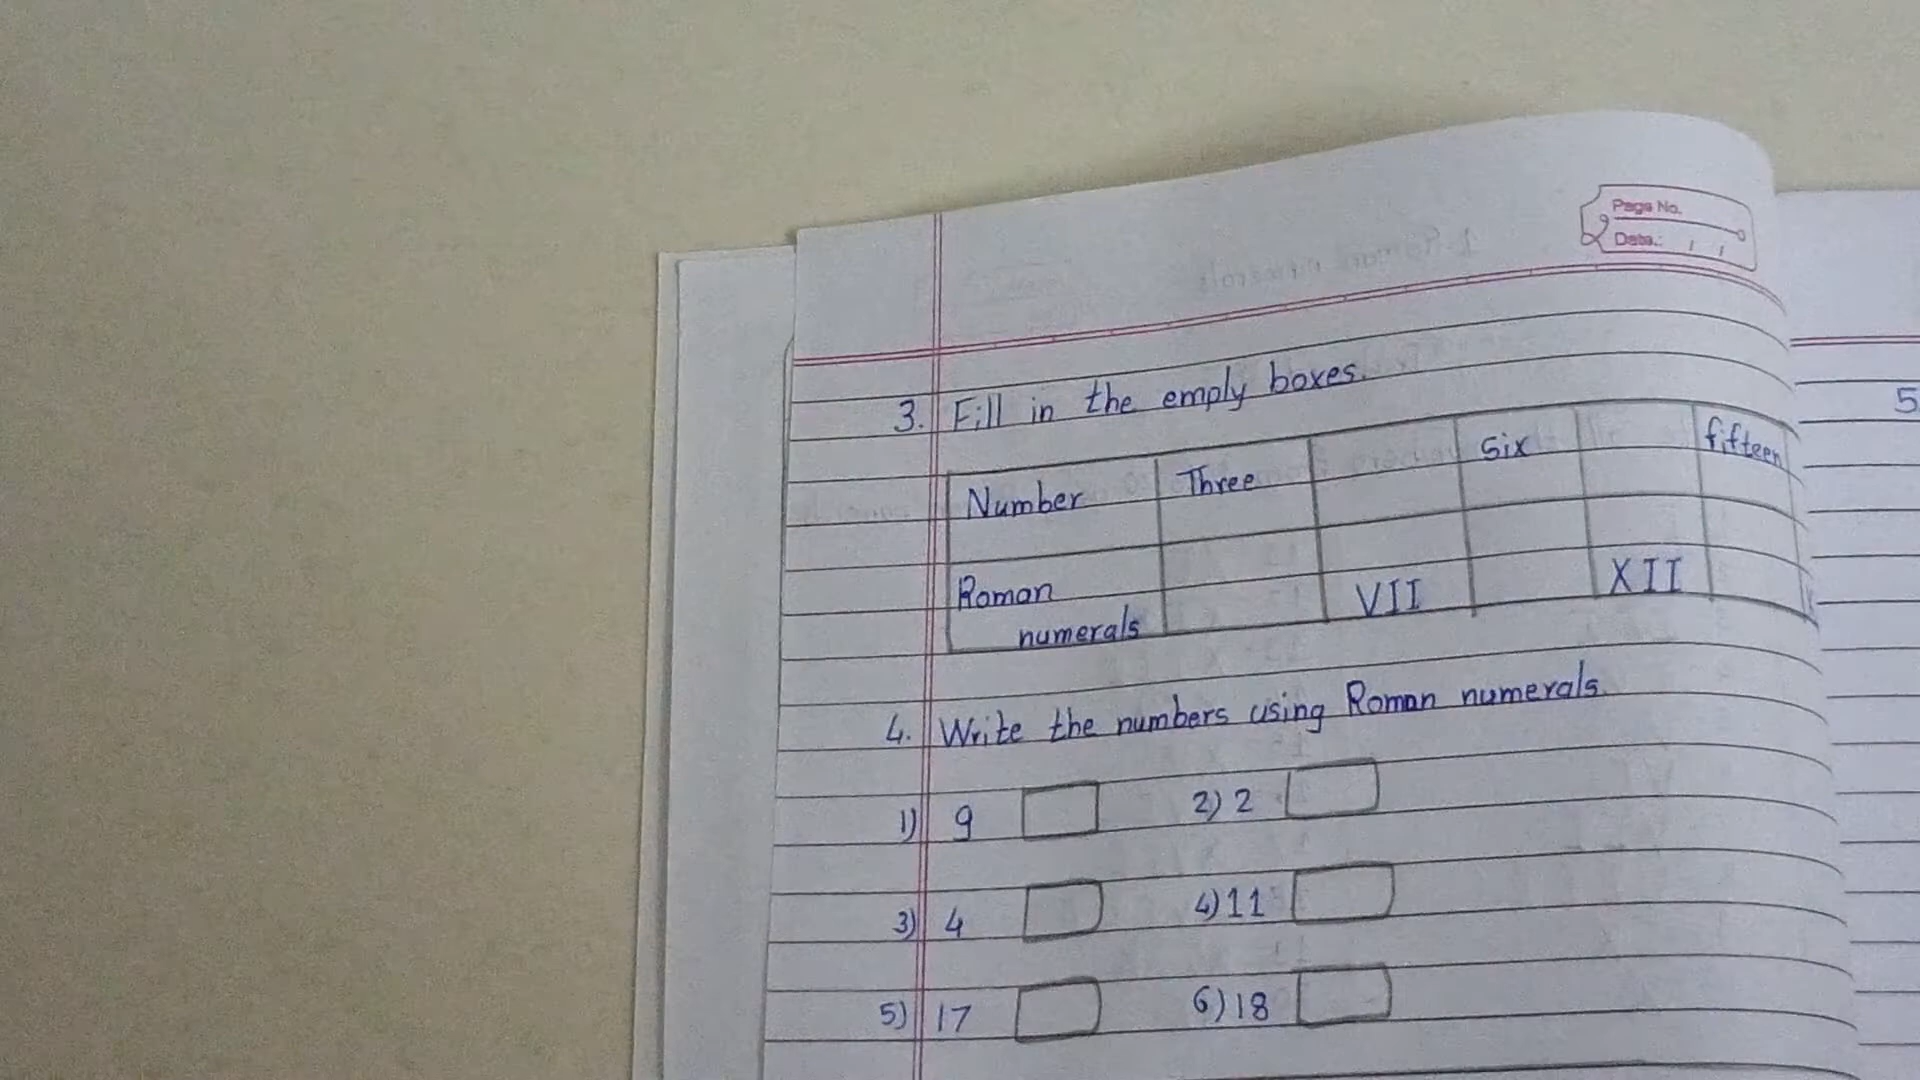 Page No.
Date.: / /
3. Fill in the emply boxes.
Number Three Six fifteen
Roman numerals VII XII
4. Write the numbers using Roman numerals.
1) 9 2) 2
3) 4 4) 11
5) 17 6) 18
5